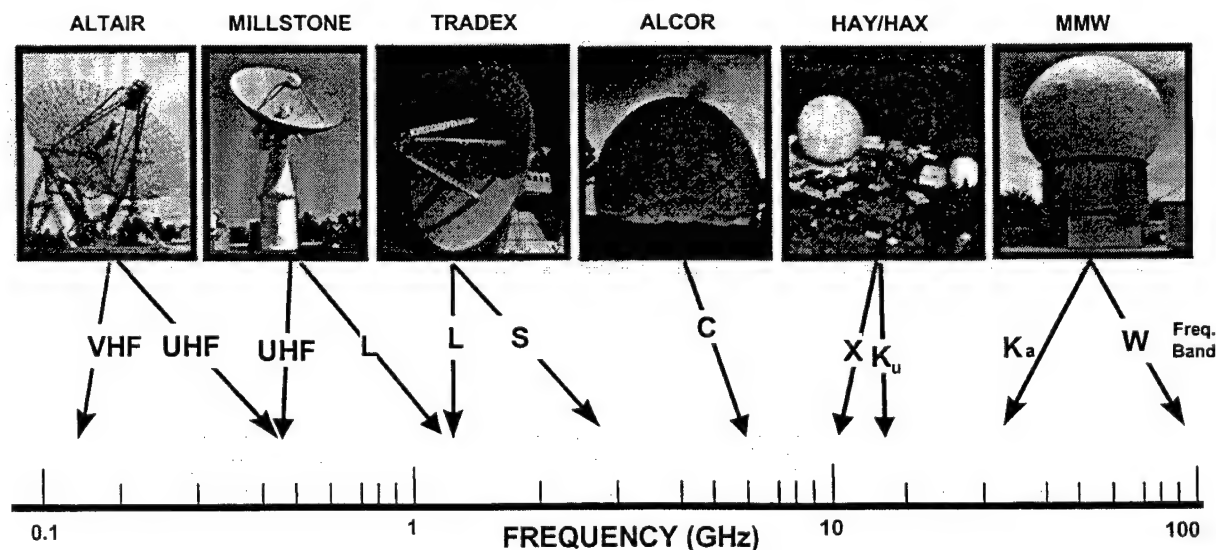 ALTAIR MILLSTONE TRADEX ALCOR HAY/HAX MMW
VHF UHF UHF L L S C X Ku Ka W Freq. Band
0.1 1 10 100
FREQUENCY (GHz)